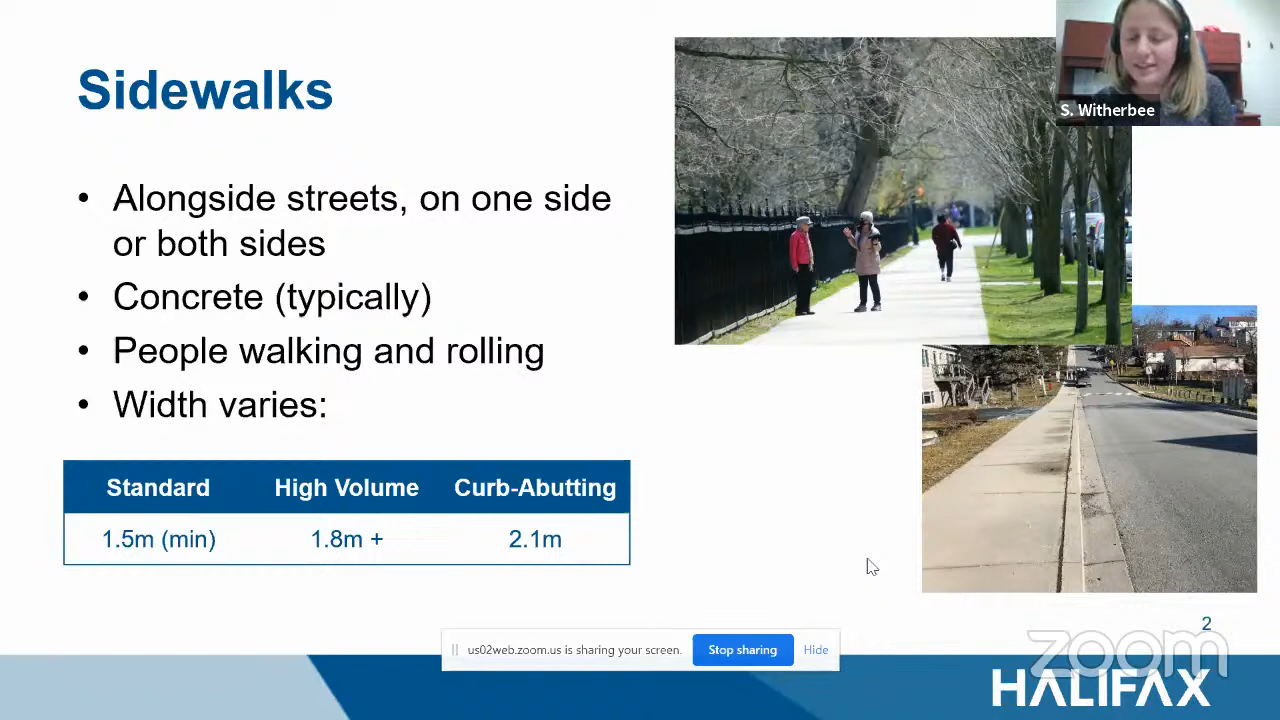 Sidewalks
S. Witherbee
• Alongside streets, on one side
or both sides
• Concrete (typically)
• People walking and rolling
• Width varies:
Standard High Volume Curb-Abutting
1.5m (min) 1.8m + 2.1m
2
us02web.zoom.us is sharing your screen. Stop sharing Hide
zoom
HALIFAX